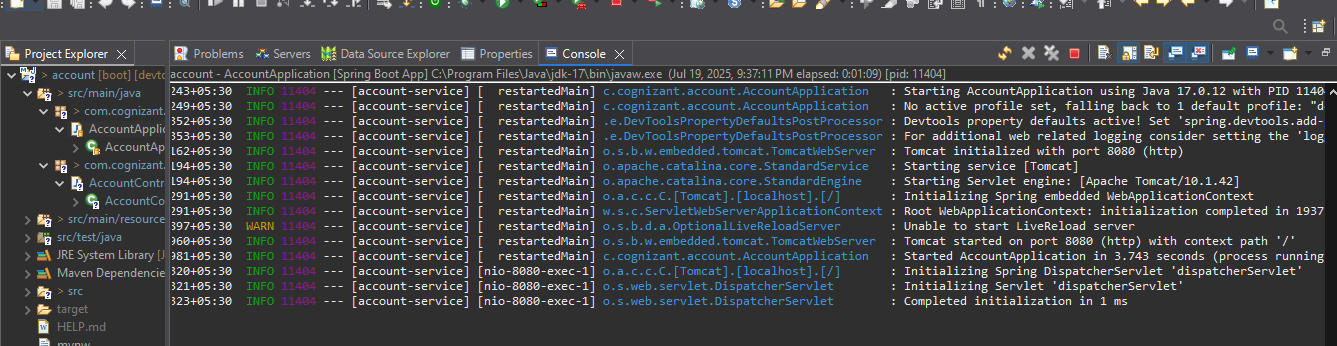 Project Explorer
> account [boot] [devto
> src/main/java
> com.cognizant.
AccountApplic
AccountAp
> com.cognizant.
AccountContr
AccountCo
> src/main/resource
src/test/java
JRE System Library [J
Maven Dependencies
> src
target
HELP.md
mvnw
Problems Servers Data Source Explorer Properties Console
account - AccountApplication [Spring Boot App] C:\Program Files\Java\jdk-17\bin\javaw.exe (Jul 19, 2025, 9:37:11 PM elapsed: 0:01:09) [pid: 11404]
243+05:30 INFO 11404 --- [account-service] [ restartedMain] c.cognizant.account.AccountApplication : Starting AccountApplication using Java 17.0.12 with PID 1140
249+05:30 INFO 11404 --- [account-service] [ restartedMain] c.cognizant.account.AccountApplication : No active profile set, falling back to 1 default profile: "d
352+05:30 INFO 11404 --- [account-service] [ restartedMain] .e.DevToolsPropertyDefaultsPostProcessor : Devtools property defaults active! Set 'spring.devtools.add-
353+05:30 INFO 11404 --- [account-service] [ restartedMain] .e.DevToolsPropertyDefaultsPostProcessor : For additional web related logging consider setting the 'log
162+05:30 INFO 11404 --- [account-service] [ restartedMain] o.s.b.w.embedded.tomcat.TomcatWebServer : Tomcat initialized with port 8080 (http)
194+05:30 INFO 11404 --- [account-service] [ restartedMain] o.apache.catalina.core.StandardService : Starting service [Tomcat]
194+05:30 INFO 11404 --- [account-service] [ restartedMain] o.apache.catalina.core.StandardEngine : Starting Servlet engine: [Apache Tomcat/10.1.42]
291+05:30 INFO 11404 --- [account-service] [ restartedMain] o.a.c.c.C.[Tomcat].[localhost].[/] : Initializing Spring embedded WebApplicationContext
291+05:30 INFO 11404 --- [account-service] [ restartedMain] w.s.c.ServletWebServerApplicationContext : Root WebApplicationContext: initialization completed in 1937
397+05:30 WARN 11404 --- [account-service] [ restartedMain] o.s.b.d.a.OptionalLiveReloadServer : Unable to start LiveReload server
960+05:30 INFO 11404 --- [account-service] [ restartedMain] o.s.b.w.embedded.tomcat.TomcatWebServer : Tomcat started on port 8080 (http) with context path '/'
981+05:30 INFO 11404 --- [account-service] [ restartedMain] c.cognizant.account.AccountApplication : Started AccountApplication in 3.743 seconds (process running
320+05:30 INFO 11404 --- [account-service] [nio-8080-exec-1] o.a.c.c.C.[Tomcat].[localhost].[/] : Initializing Spring DispatcherServlet 'dispatcherServlet'
321+05:30 INFO 11404 --- [account-service] [nio-8080-exec-1] o.s.web.servlet.DispatcherServlet : Initializing Servlet 'dispatcherServlet'
323+05:30 INFO 11404 --- [account-service] [nio-8080-exec-1] o.s.web.servlet.DispatcherServlet : Completed initialization in 1 ms